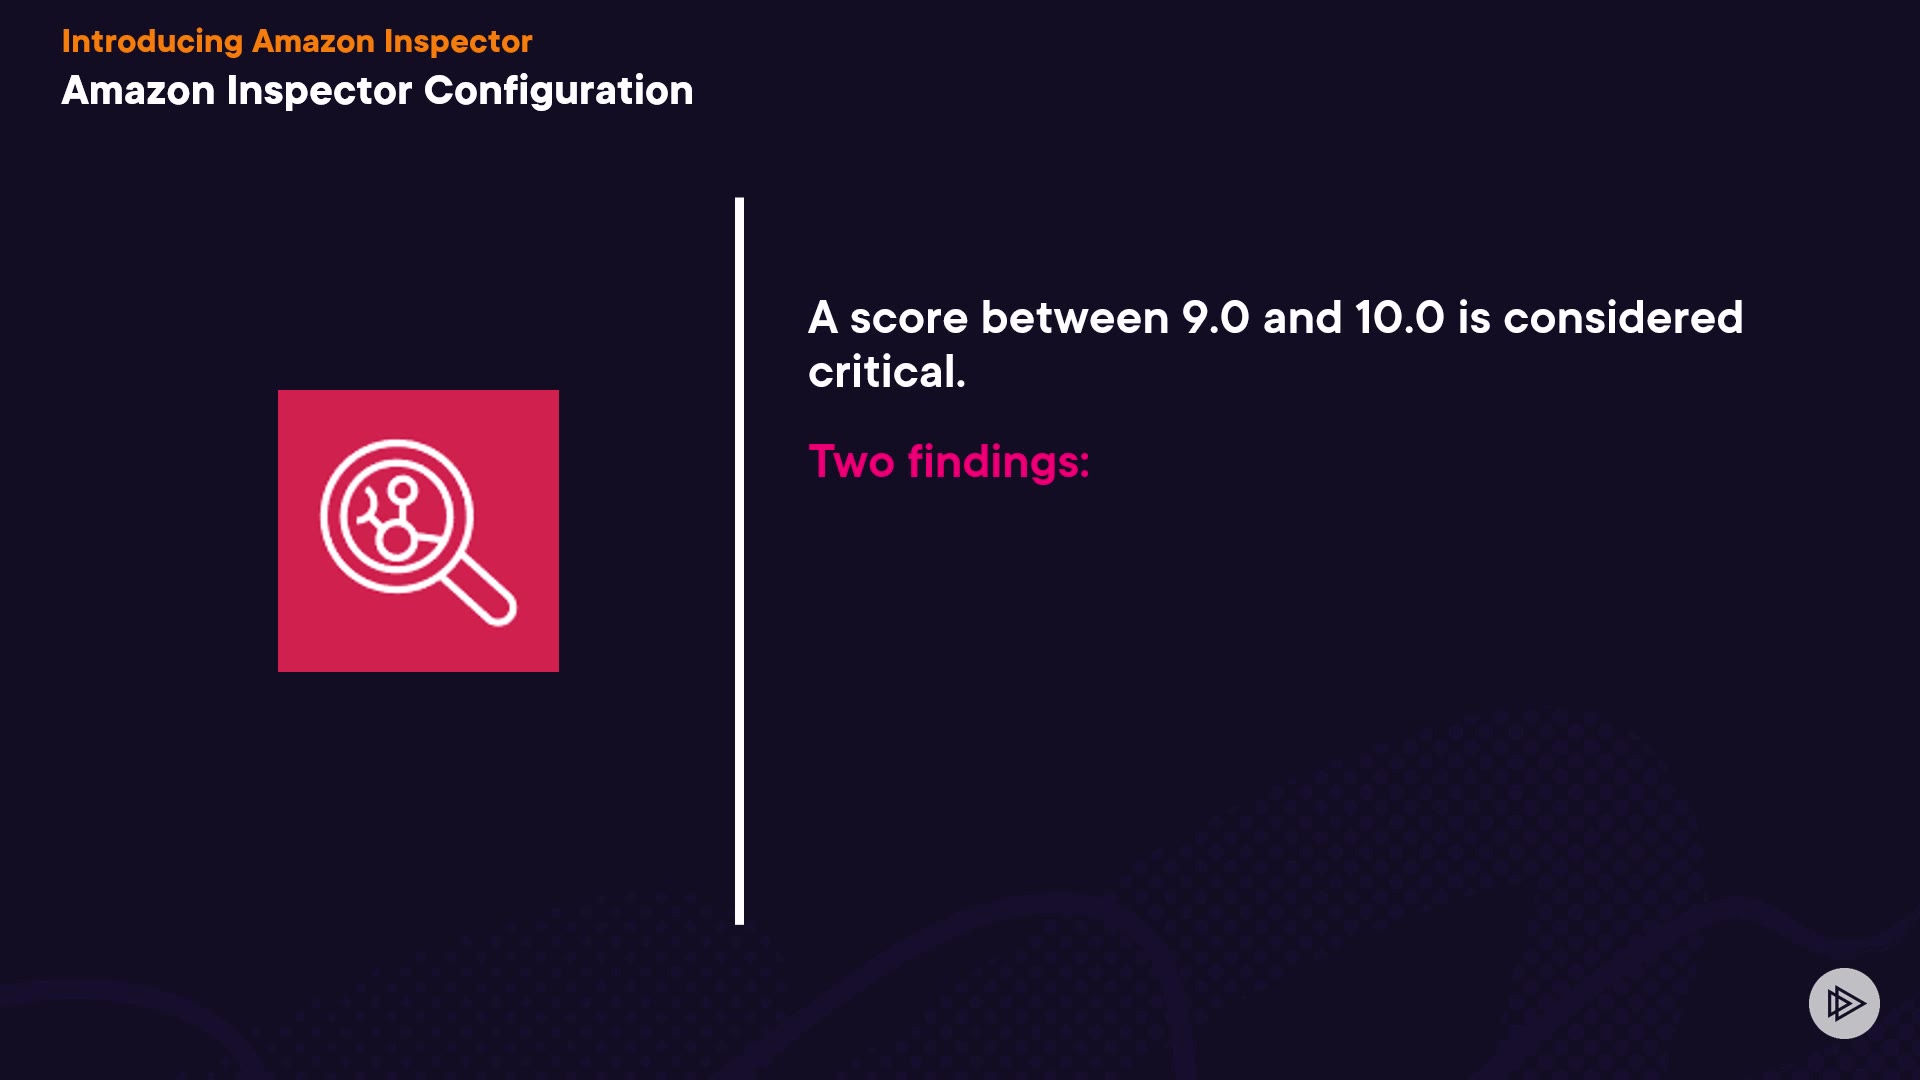 Introducing Amazon Inspector
Amazon Inspector Configuration
A score between 9.0 and 10.0 is considered
critical.
Two findings: